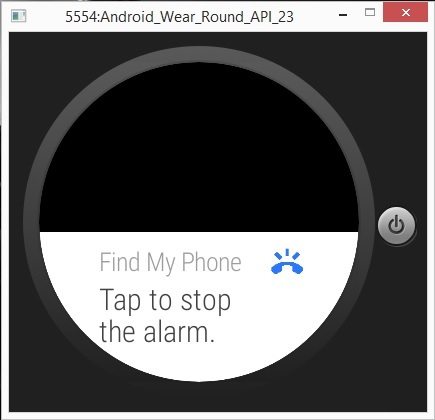 5554:Android_Wear_Round_API_23
Find My Phone
Tap to stop
the alarm.